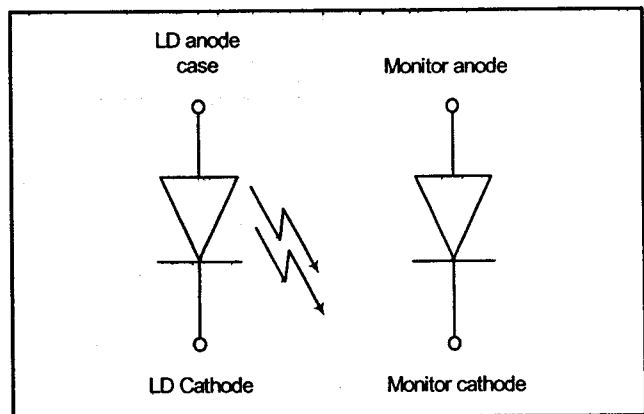 LD anode
case
Monitor anode
LD Cathode
Monitor cathode